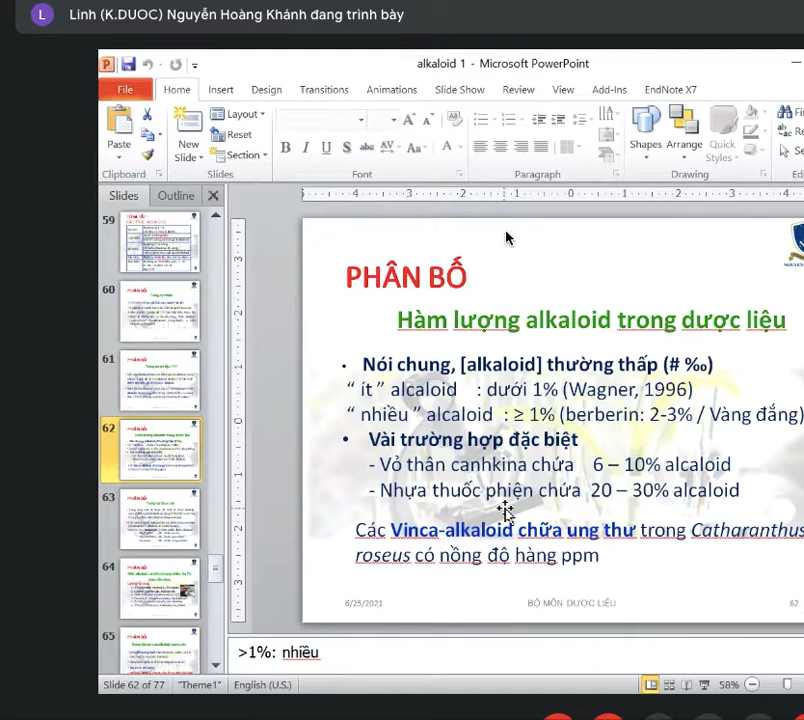 L Linh (K.DUOC) Nguyễn Hoàng Khánh đang trình bày
alkaloid 1 - Microsoft PowerPoint
File Home Insert Design Transitions Animations Slide Show Review View Add-Ins EndNote X7
Paste New Slide Layout Reset Section
B I U S abc AV Aa A
Shapes Arrange Quick Styles
Clipboard Slides Font Paragraph Drawing
Slides Outline
59
60
61
62
63
64
65
PHÂN BỐ
Hàm lượng alkaloid trong dược liệu
• Nói chung, [alkaloid] thường thấp (# ‰)
“ ít ” alcaloid : dưới 1% (Wagner, 1996)
“ nhiều ” alcaloid : ≥ 1% (berberin: 2-3% / Vàng đắng)
• Vài trường hợp đặc biệt
- Vỏ thân canhkina chứa 6 – 10% alcaloid
- Nhựa thuốc phiện chứa 20 – 30% alcaloid
Các Vinca-alkaloid chữa ung thư trong Catharanthus
roseus có nồng độ hàng ppm
6/25/2021 BỘ MÔN DƯỢC LIỆU 62
>1%: nhiều
Slide 62 of 77 "Theme1" English (U.S.) 58%